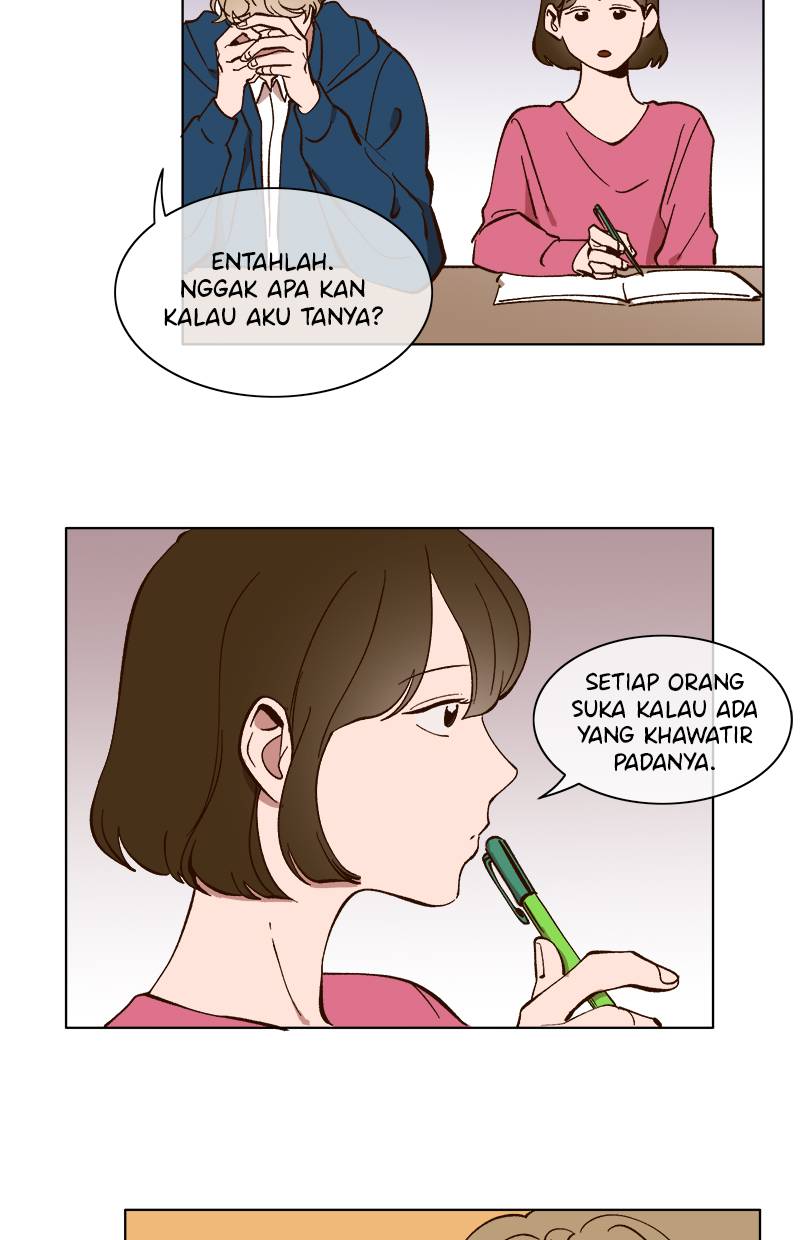 ENTAHLAH.
NGGAK APA KAN
KALAU AKU TANYA?
SETIAP ORANG
SUKA KALAU ADA
YANG KHAWATIR
PADANYA.